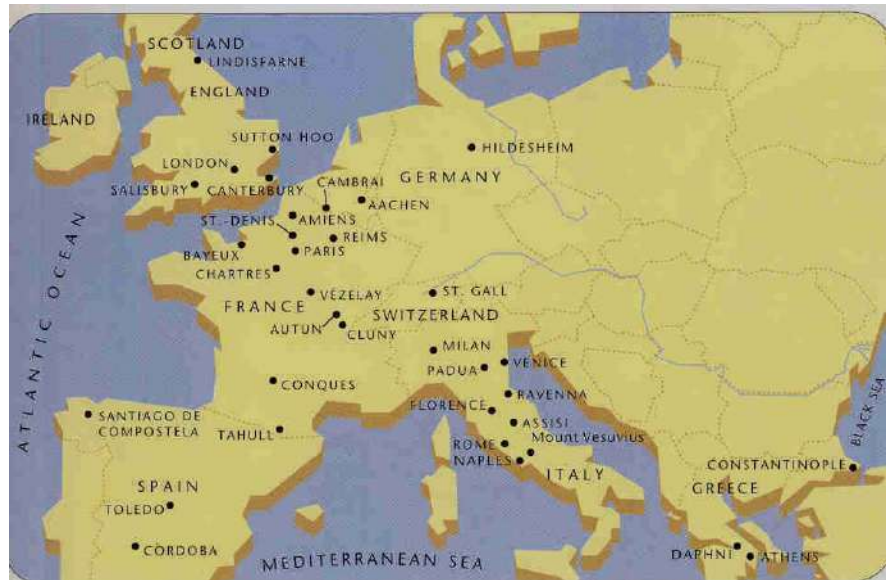 SCOTLAND
LINDISFARNE
ENGLAND
IRELAND
SUTTON HOO
HILDESHEIM
LONDON
CAMBRAI
GERMANY
SALISBURY
CANTERBURY
AACHEN
ST.-DENIS
AMIENS
REIMS
BAYEUX
PARIS
CHARTRES
ATLANTIC OCEAN
VÉZELAY
ST. GALL
FRANCE
SWITZERLAND
AUTUN
CLUNY
MILAN
VENICE
PADUA
CONQUES
RAVENNA
FLORENCE
BLACK SEA
SANTIAGO DE
COMPOSTELA
ASSISI
TAHULL
Mount Vesuvius
ROME
NAPLES
ITALY
CONSTANTINOPLE
GREECE
SPAIN
TOLEDO
CORDOBA
MEDITERRANEAN SEA
DAPHNI
ATHENS